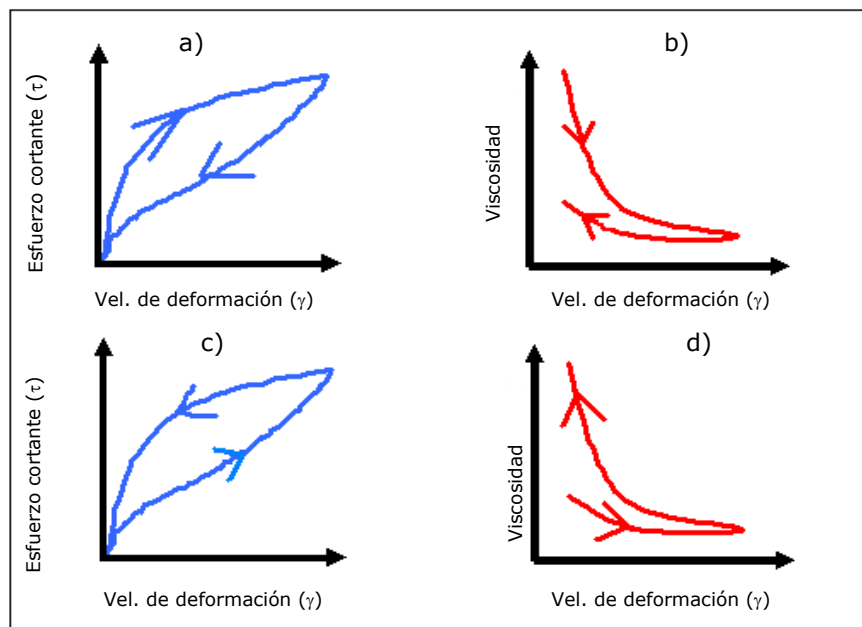 a)
Esfuerzo cortante (τ)
Vel. de deformación (γ)
b)
Viscosidad
Vel. de deformación (γ)
c)
Esfuerzo cortante (τ)
Vel. de deformación (γ)
d)
Viscosidad
Vel. de deformación (γ)